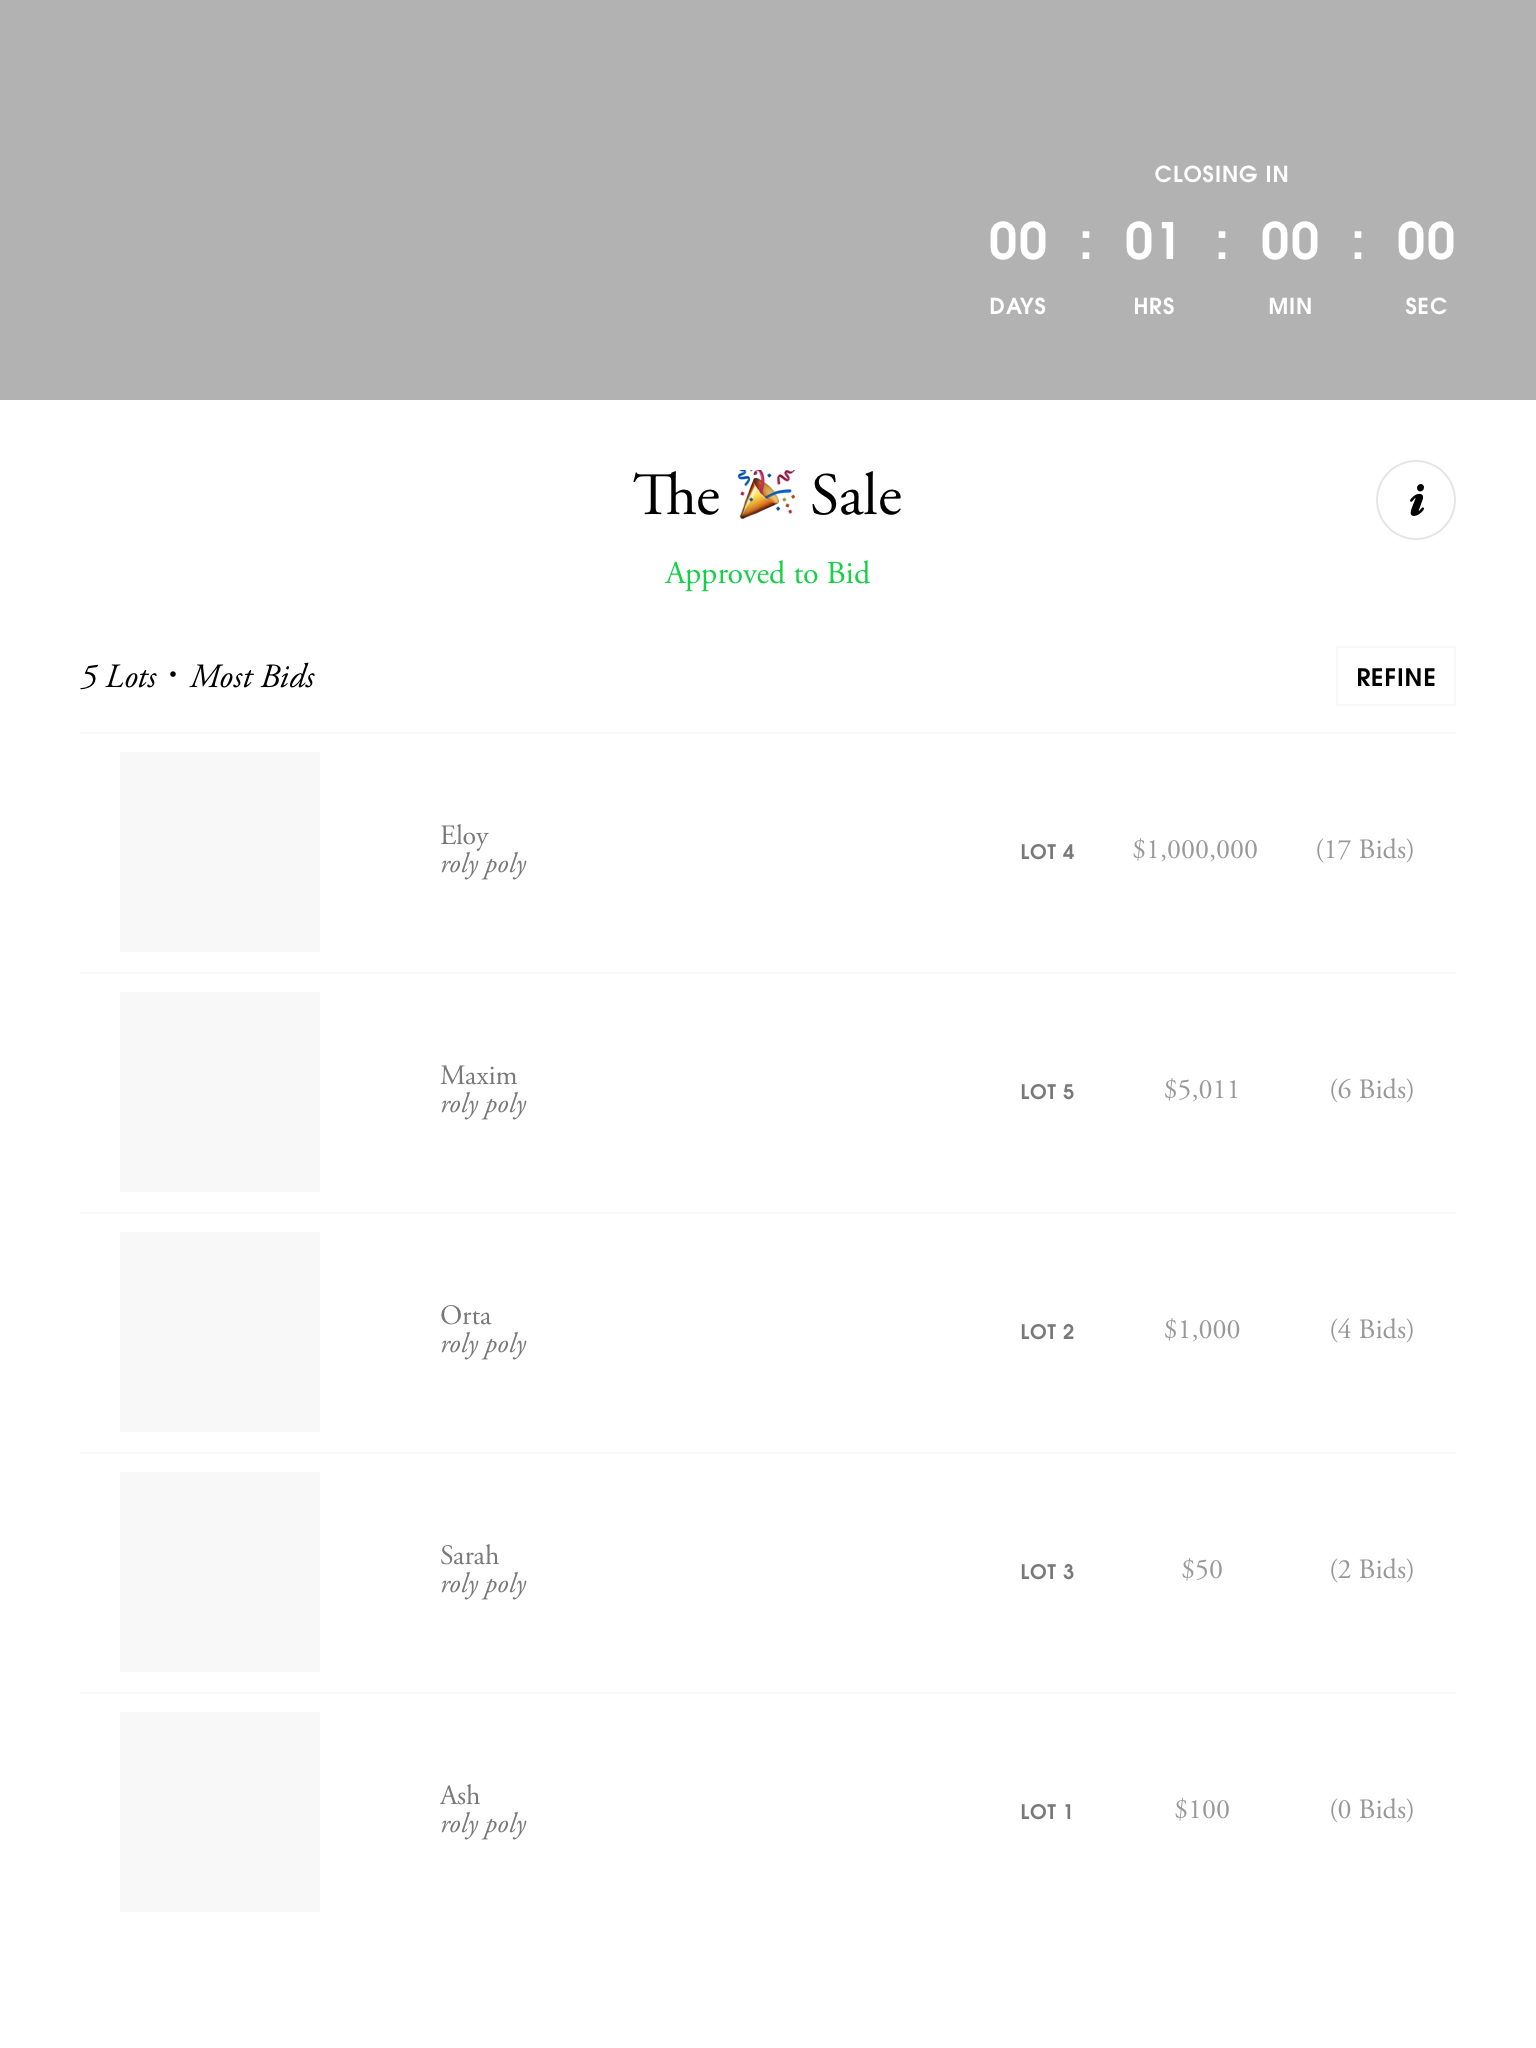 CLOSING IN
00 : 01 : 00 : 00
DAYS HRS MIN SEC
The 🎉 Sale
i
Approved to Bid
5 Lots • Most Bids
REFINE
Eloy
roly poly
LOT 4 $1,000,000 (17 Bids)
Maxim
roly poly
LOT 5 $5,011 (6 Bids)
Orta
roly poly
LOT 2 $1,000 (4 Bids)
Sarah
roly poly
LOT 3 $50 (2 Bids)
Ash
roly poly
LOT 1 $100 (0 Bids)